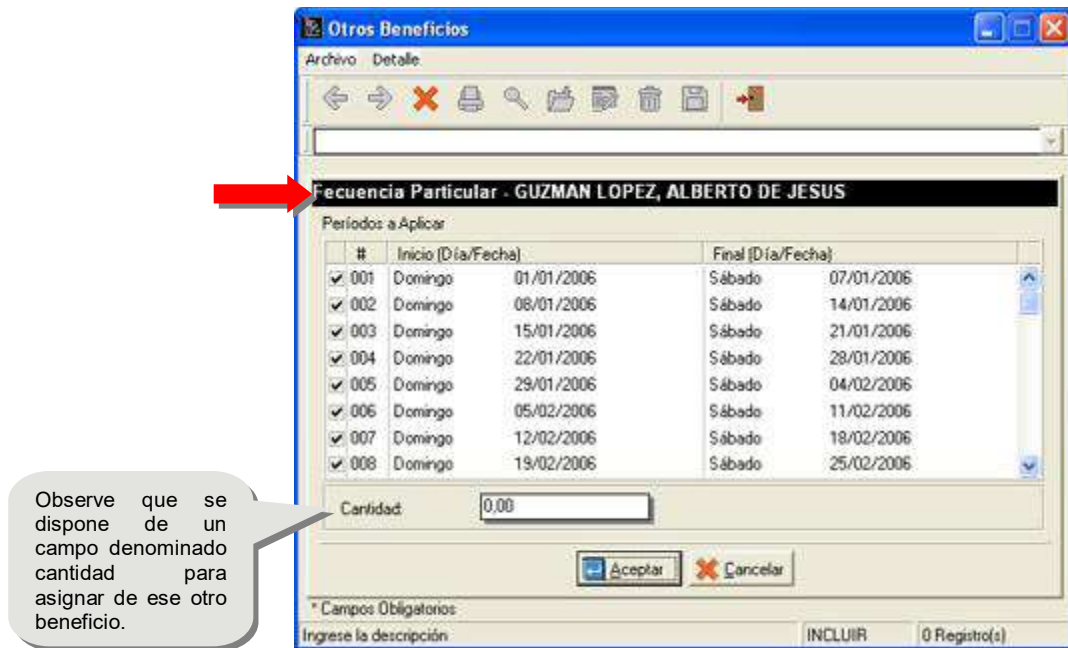 Otros Beneficios
Archivo Detalle
Fecuencia Particular - GUZMAN LOPEZ, ALBERTO DE JESUS
Períodos a Aplicar
# Inicio (Día/Fecha) Final (Día/Fecha)
001 Domingo 01/01/2006 Sábado 07/01/2006
002 Domingo 08/01/2006 Sábado 14/01/2006
003 Domingo 15/01/2006 Sábado 21/01/2006
004 Domingo 22/01/2006 Sábado 28/01/2006
005 Domingo 29/01/2006 Sábado 04/02/2006
006 Domingo 05/02/2006 Sábado 11/02/2006
007 Domingo 12/02/2006 Sábado 18/02/2006
008 Domingo 19/02/2006 Sábado 25/02/2006
Cantidad: 0,00
Aceptar Cancelar
* Campos Obligatorios
Ingrese la descripción INCLUIR 0 Registro(s)
Observe que se
dispone de un
campo denominado
cantidad para
asignar de ese otro
beneficio.